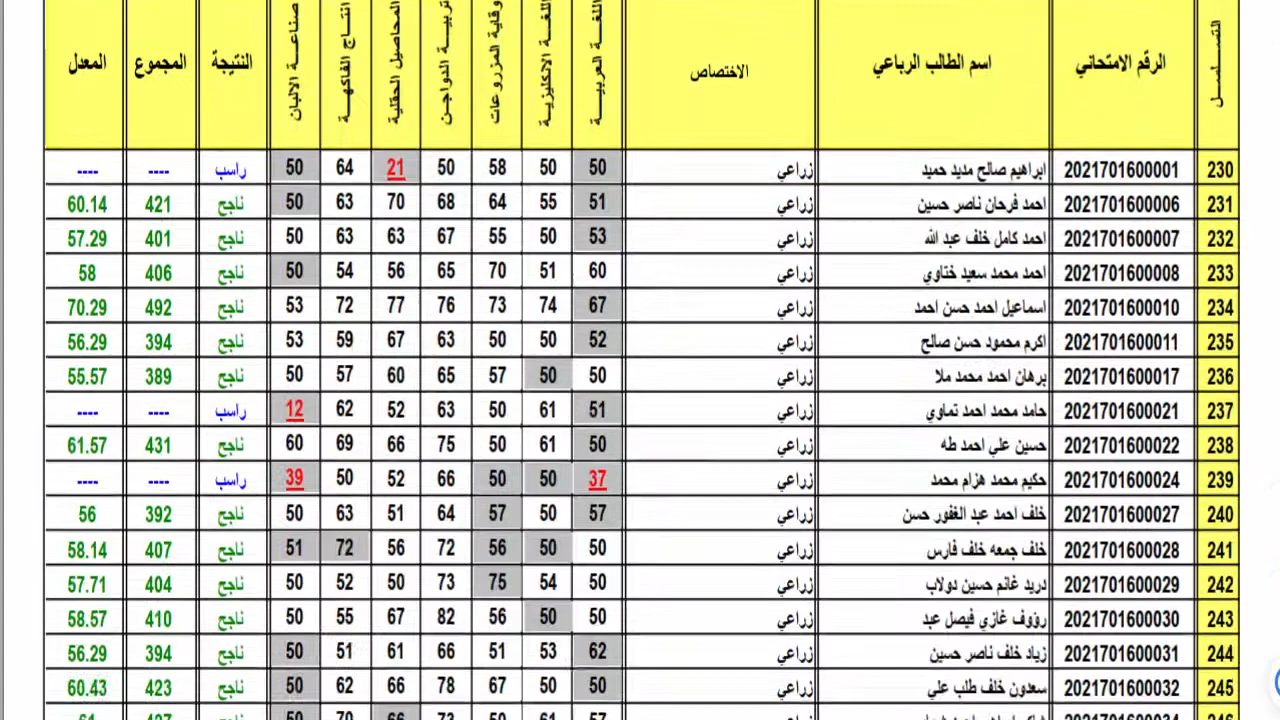 التسلسل الرقم الامتحاني اسم الطالب الرباعي الاختصاص اللغة العربية اللغة الانكليزية وقاية المزروعات تربية الدواجن المحاصيل الحقلية انتاج الفاكهة صناعة الالبان النتيجة المجموع المعدل
230 2021701600001 ابراهيم صالح مديد حميد زراعي 50 50 58 50 21 64 50 راسب ---- ----
231 2021701600006 احمد فرحان ناصر حسين زراعي 51 55 64 68 70 63 50 ناجح 421 60.14
232 2021701600007 احمد كامل خلف عبد الله زراعي 53 50 55 67 63 63 50 ناجح 401 57.29
233 2021701600008 احمد محمد سعيد ختاوي زراعي 60 51 70 65 56 54 50 ناجح 406 58
234 2021701600010 اسماعيل احمد حسن احمد زراعي 67 74 73 76 77 72 53 ناجح 492 70.29
235 2021701600011 اكرم محمود حسن صالح زراعي 52 50 50 63 67 59 53 ناجح 394 56.29
236 2021701600017 برهان احمد محمد ملا زراعي 50 50 57 65 60 57 50 ناجح 389 55.57
237 2021701600021 حامد محمد احمد تماوي زراعي 51 61 50 63 52 62 12 راسب ---- ----
238 2021701600022 حسين علي احمد طه زراعي 50 61 50 75 66 69 60 ناجح 431 61.57
239 2021701600024 حكيم محمد هزام محمد زراعي 37 50 50 66 52 50 39 راسب ---- ----
240 2021701600027 خلف احمد عبد الغفور حسن زراعي 57 50 57 64 51 63 50 ناجح 392 56
241 2021701600028 خلف جمعه خلف فارس زراعي 50 50 56 72 56 72 51 ناجح 407 58.14
242 2021701600029 دريد غانم حسين دولاب زراعي 50 54 75 73 50 52 50 ناجح 404 57.71
243 2021701600030 رؤوف غازي فيصل عبد زراعي 50 50 56 82 67 55 50 ناجح 410 58.57
244 2021701600031 زياد خلف ناصر حسين زراعي 62 53 51 66 61 51 50 ناجح 394 56.29
245 2021701600032 سعدون خلف طلب علي زراعي 50 50 67 78 66 62 50 ناجح 423 60.43